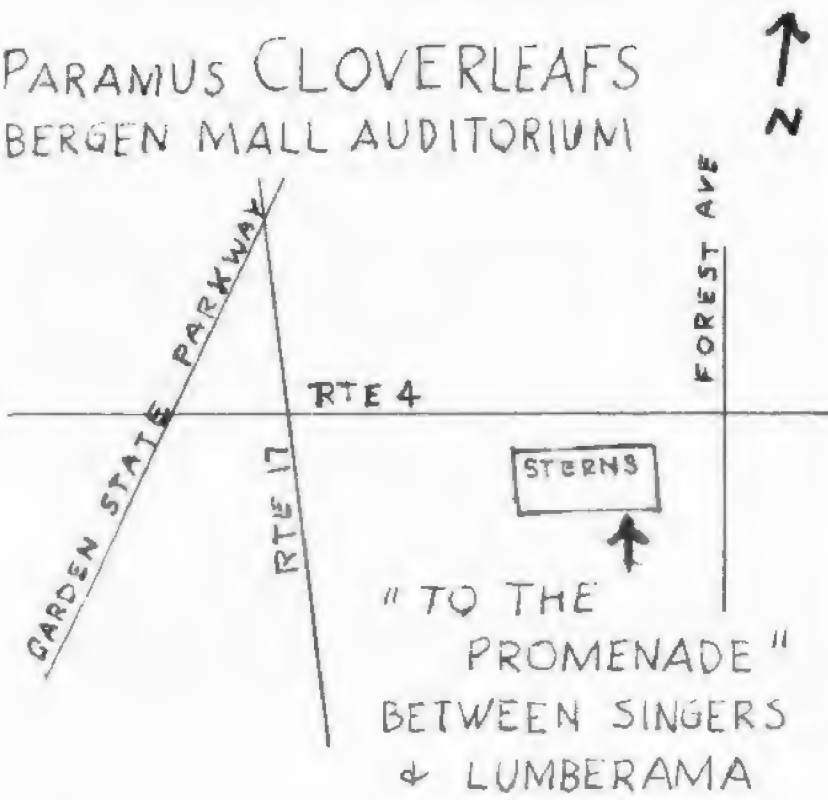 PARAMUS CLOVERLEAFS
BERGEN MALL AUDITORIUM
N
FOREST AVE
GARDEN STATE PARKWAY
RTE 4
RTE 17
STERNS
"TO THE
PROMENADE"
BETWEEN SINGERS
& LUMBERAMA